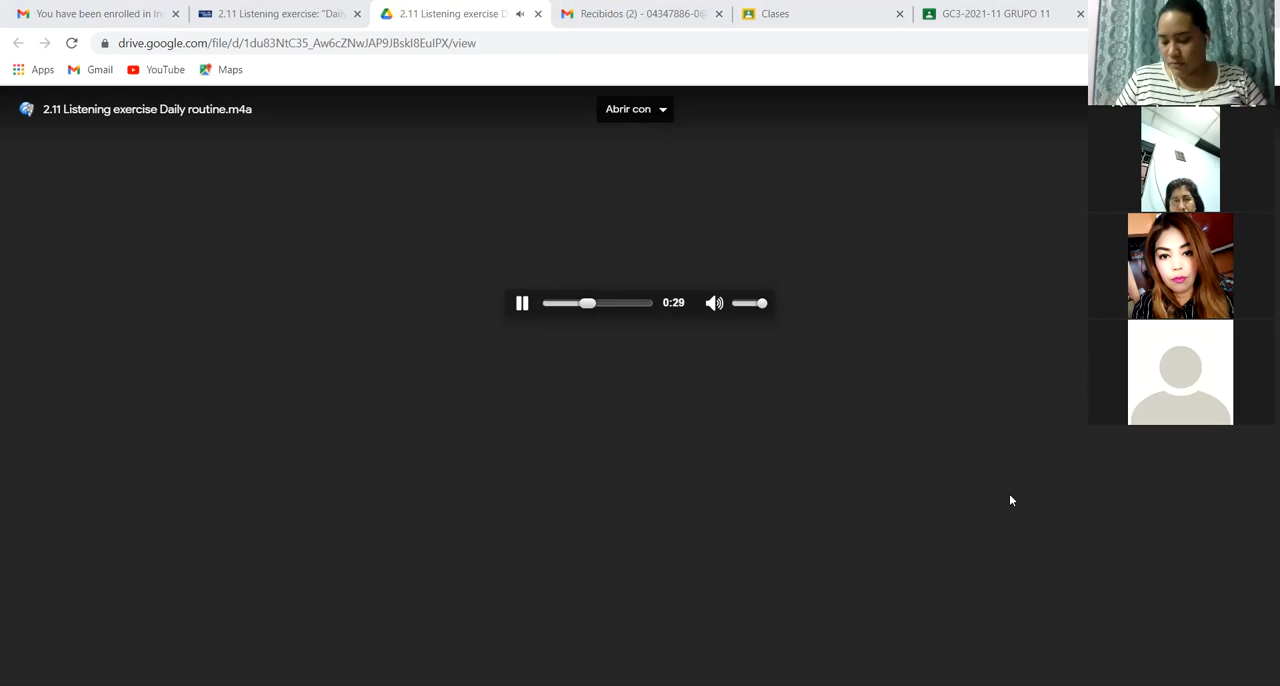 You have been enrolled in In
2.11 Listening exercise: "Daily
2.11 Listening exercise D
Recibidos (2) - 04347886-0@
Clases
GC3-2021-11 GRUPO 11
drive.google.com/file/d/1du83NtC35_Aw6cZNwJAP9JBskI8EuIPX/view
Apps
Gmail
YouTube
Maps
2.11 Listening exercise Daily routine.m4a
Abrir con
0:29